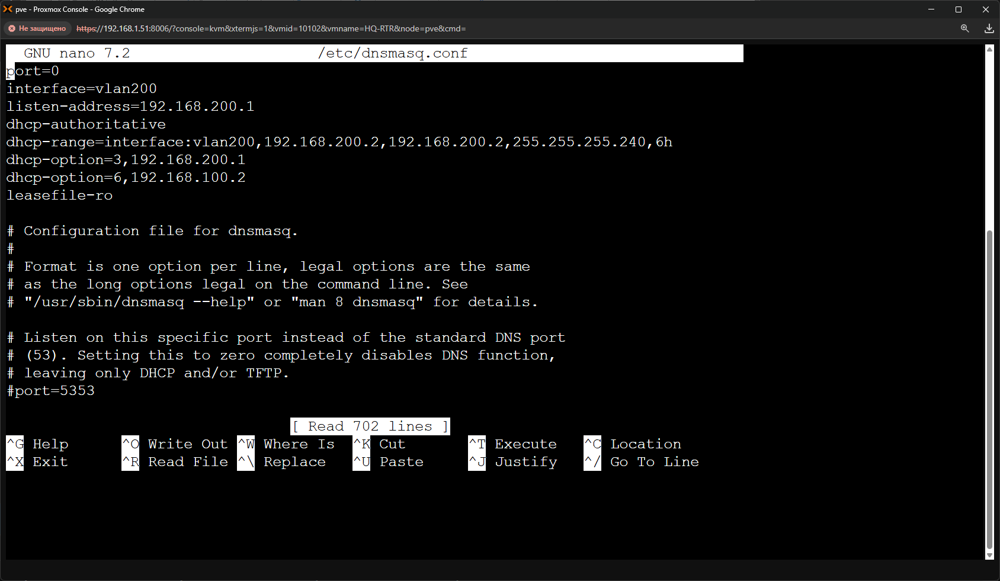 pve - Proxmox Console - Google Chrome
Не защищено https://192.168.1.51:8006/?console=kvm&xtermjs=1&vmid=10102&vmname=HQ-RTR&node=pve&cmd=
GNU nano 7.2 /etc/dnsmasq.conf
port=0
interface=vlan200
listen-address=192.168.200.1
dhcp-authoritative
dhcp-range=interface:vlan200,192.168.200.2,192.168.200.2,255.255.255.240,6h
dhcp-option=3,192.168.200.1
dhcp-option=6,192.168.100.2
leasefile-ro
# Configuration file for dnsmasq.
#
# Format is one option per line, legal options are the same
# as the long options legal on the command line. See
# "/usr/sbin/dnsmasq --help" or "man 8 dnsmasq" for details.
# Listen on this specific port instead of the standard DNS port
# (53). Setting this to zero completely disables DNS function,
# leaving only DHCP and/or TFTP.
#port=5353
[ Read 702 lines ]
^G Help ^O Write Out ^W Where Is ^K Cut ^T Execute ^C Location
^X Exit ^R Read File ^\ Replace ^U Paste ^J Justify ^/ Go To Line